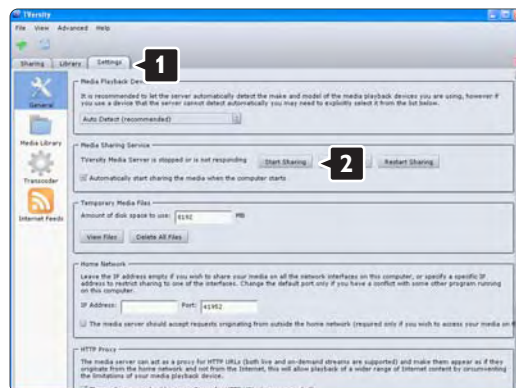 TVersity
File View Advanced Help
Sharing Library Settings
1
General
Media Library
Transcoder
Internet Feeds
Media Playback
It is recommended to let the server automatically detect the make and model of the media playback devices you are using, however if
you use a device that the server cannot detect automatically you may need to explicitly select it from the list below.
Auto Detect (recommended)
Media Sharing Service
TVersity Media Server is stopped or is not responding Start Sharing 2 Restart Sharing
Automatically start sharing the media when the computer starts
Temporary Media Files
Amount of disk space to use: 8192 MB
View Files Delete All Files
Home Network
Leave the IP address empty if you wish to share your media on all the network interfaces on this computer, or specify a specific IP
address to restrict sharing to one of the interfaces. Change the default port only if you have a conflict with some other program running
on this computer.
IP Address: Port: 41952
The media server should accept requests originating from outside the home network (required only if you wish to access your media on
HTTP Proxy
The media server can act as a proxy for HTTP URLs (both live and on-demand streams are supported) and make them appear as if they
originate from the home network and not from the Internet, this will allow playback of a wider range of Internet content by circumventing
the limitations of your media playback device.